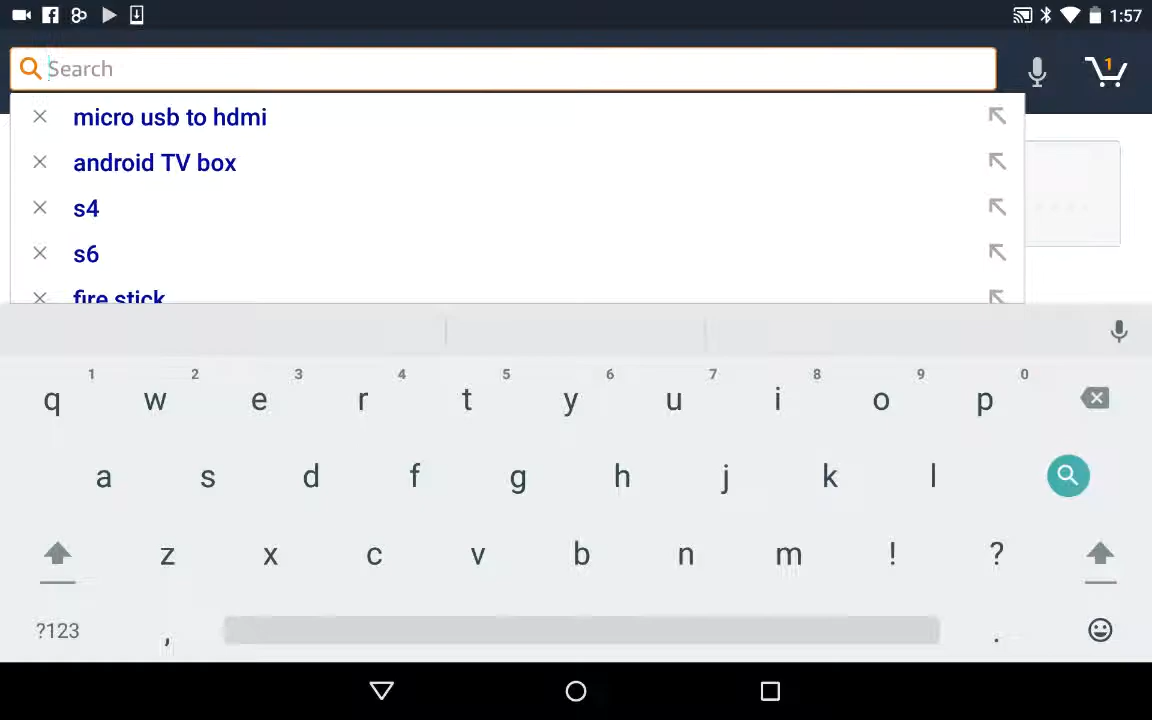 1:57
Search
1
micro usb to hdmi
android TV box
s4
s6
fire stick
1 2 3 4 5 6 7 8 9 0
q w e r t y u i o p
a s d f g h j k l
z x c v b n m ! ?
?123 , .